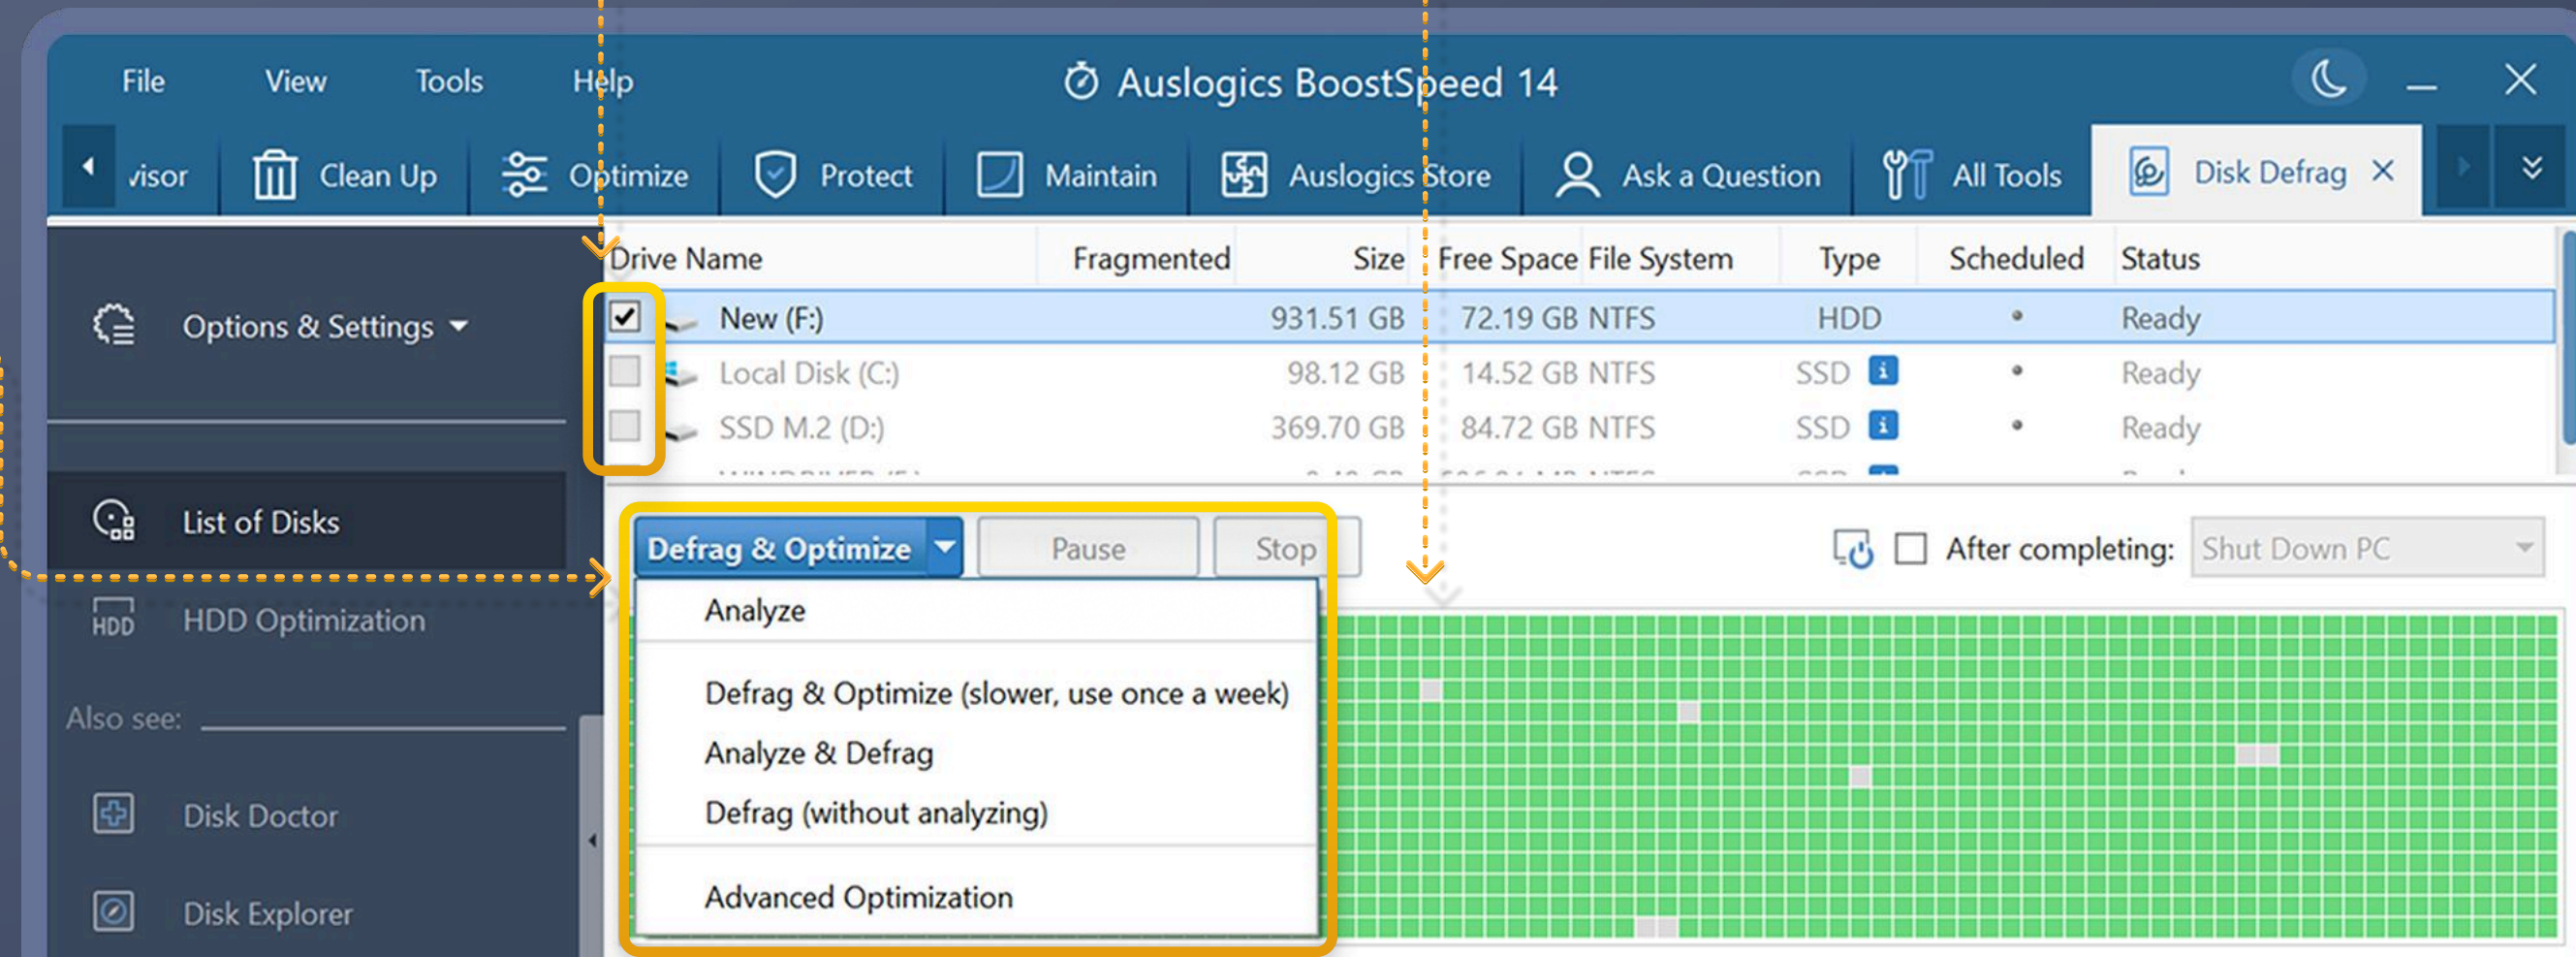 File View Tools Help Auslogics BoostSpeed 14
visor Clean Up Optimize Protect Maintain Auslogics Store Ask a Question All Tools Disk Defrag
Drive Name Fragmented Size Free Space File System Type Scheduled Status
Options & Settings
New (F:) 931.51 GB 72.19 GB NTFS HDD Ready
Local Disk (C:) 98.12 GB 14.52 GB NTFS SSD i Ready
SSD M.2 (D:) 369.70 GB 84.72 GB NTFS SSD i Ready
List of Disks
Defrag & Optimize Pause Stop After completing: Shut Down PC
HDD HDD Optimization
Analyze
Defrag & Optimize (slower, use once a week)
Analyze & Defrag
Defrag (without analyzing)
Advanced Optimization
Also see:
Disk Doctor
Disk Explorer